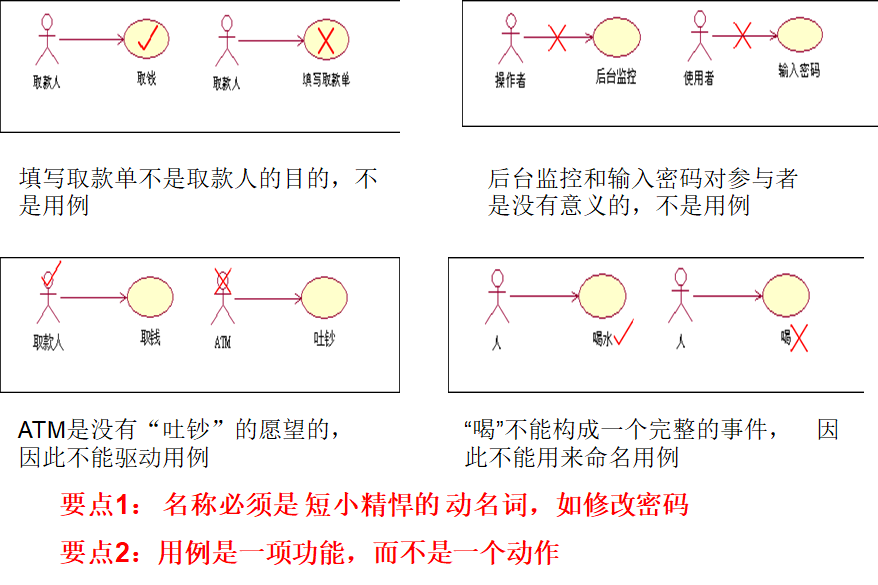 取款人 取钱 取款人 填写取款单
操作者 后台监控 使用者 输入密码
填写取款单不是取款人的目的，不
是用例
后台监控和输入密码对参与者
是没有意义的，不是用例
取款人 取钱 ATM 吐钞
人 喝水 人 喝
ATM是没有“吐钞”的愿望的，
因此不能驱动用例
“喝”不能构成一个完整的事件， 因
此不能用来命名用例
要点1： 名称必须是 短小精悍的 动名词，如修改密码
要点2：用例是一项功能，而不是一个动作